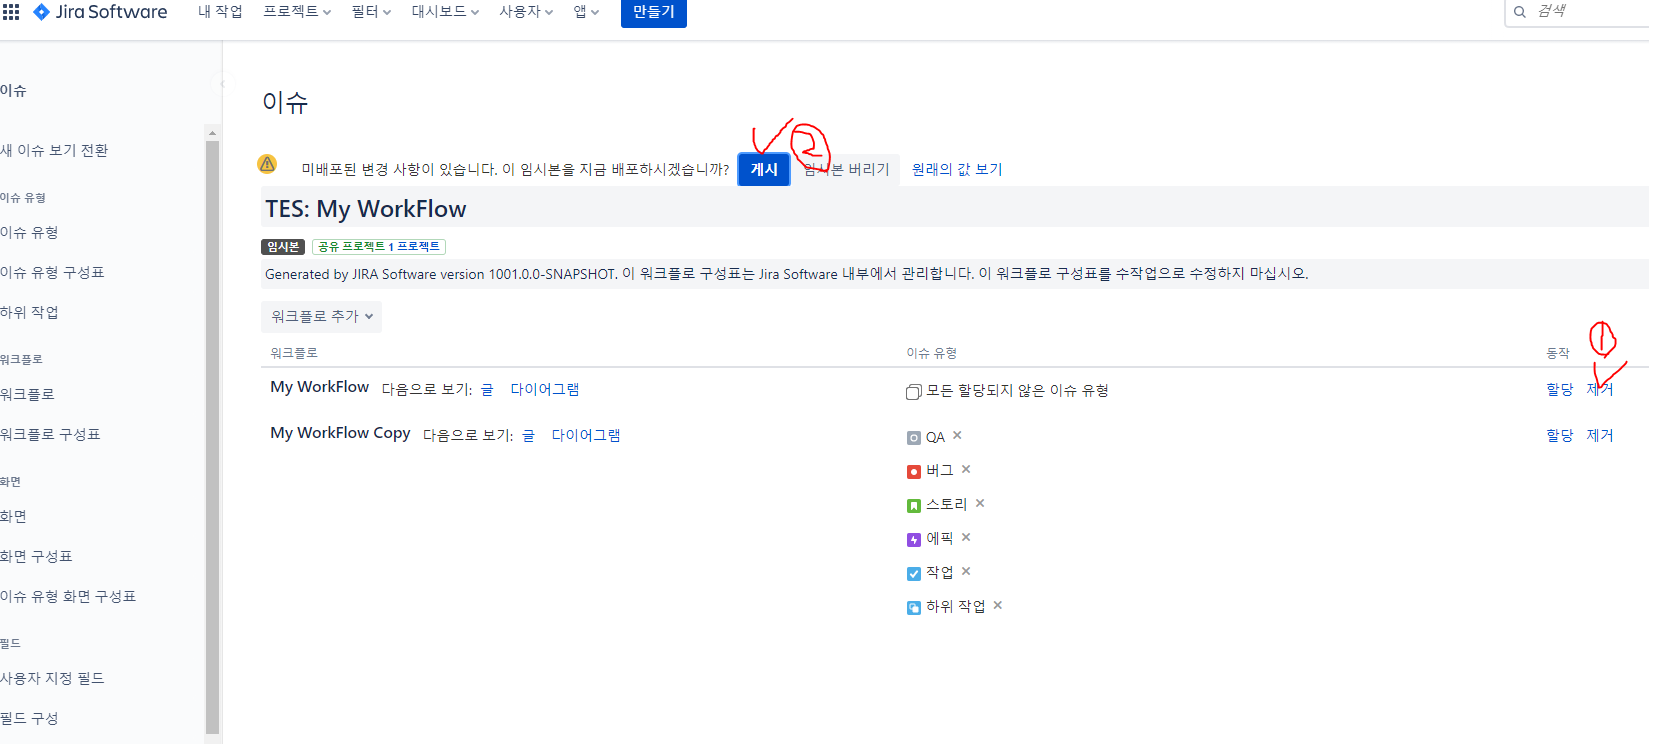 Jira Software 내 작업 프로젝트 필터 대시보드 사용자 앱 만들기 검색
이슈
새 이슈 보기 전환
이슈 유형
이슈 유형
이슈 유형 구성표
하위 작업
워크플로
워크플로
워크플로 구성표
화면
화면
화면 구성표
이슈 유형 화면 구성표
필드
사용자 지정 필드
필드 구성
이슈
②
미배포된 변경 사항이 있습니다. 이 임시본을 지금 배포하시겠습니까? 게시 임시본 버리기 원래의 값 보기
TES: My WorkFlow
임시본 공유 프로젝트 1 프로젝트
Generated by JIRA Software version 1001.0.0-SNAPSHOT. 이 워크플로 구성표는 Jira Software 내부에서 관리합니다. 이 워크플로 구성표를 수작업으로 수정하지 마십시오.
워크플로 추가
①
워크플로 이슈 유형 동작
My WorkFlow 다음으로 보기: 글 다이어그램 모든 할당되지 않은 이슈 유형 할당 제거
My WorkFlow Copy 다음으로 보기: 글 다이어그램 QA × 할당 제거
버그 ×
스토리 ×
에픽 ×
작업 ×
하위 작업 ×